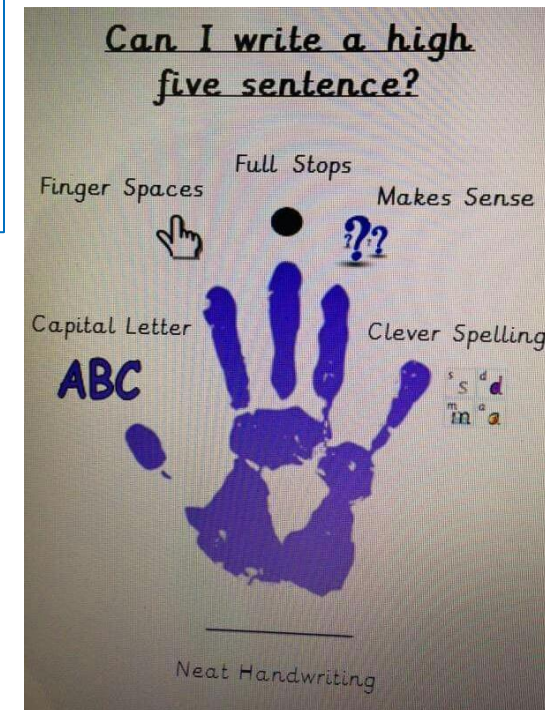 Can I write a high
five sentence?
Full Stops
Finger Spaces
Makes Sense
??
Capital Letter
Clever Spelling
ABC
s s d d
m m a a
Neat Handwriting